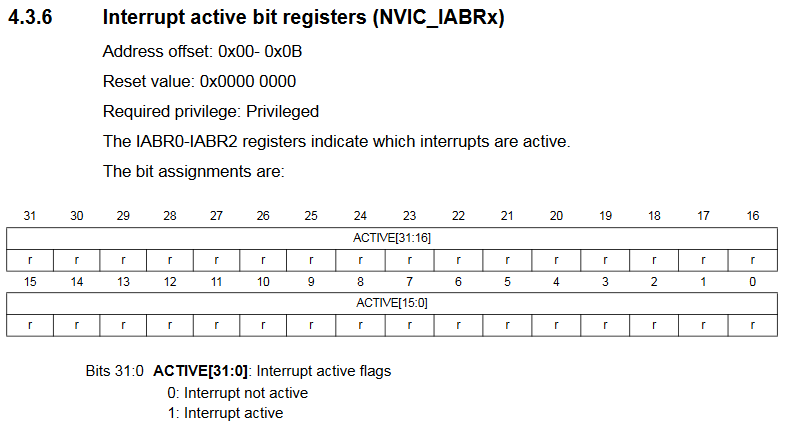 4.3.6 Interrupt active bit registers (NVIC_IABRx)
Address offset: 0x00- 0x0B
Reset value: 0x0000 0000
Required privilege: Privileged
The IABR0-IABR2 registers indicate which interrupts are active.
The bit assignments are:
31 30 29 28 27 26 25 24 23 22 21 20 19 18 17 16
ACTIVE[31:16]
r r r r r r r r r r r r r r r r
15 14 13 12 11 10 9 8 7 6 5 4 3 2 1 0
ACTIVE[15:0]
r r r r r r r r r r r r r r r r
Bits 31:0 ACTIVE[31:0]: Interrupt active flags
0: Interrupt not active
1: Interrupt active